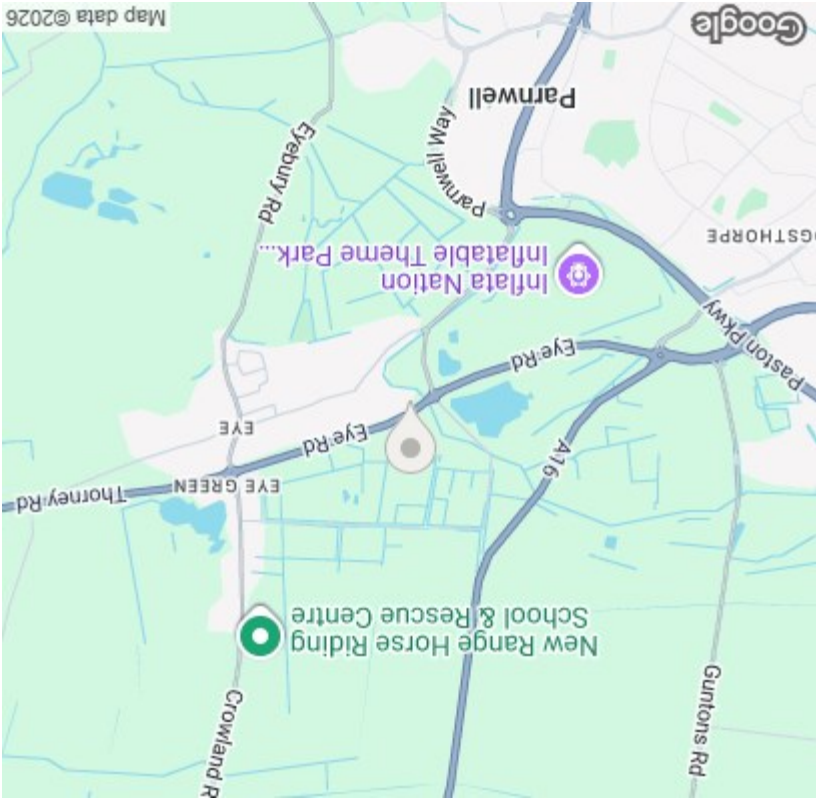 Crowland R
Guntons Rd
New Range Horse Riding
School & Rescue Centre
A16
Thorney Rd
EYE GREEN
EYE
Eye Rd
Eye Rd
Paston Pkwy
Inflata Nation
Inflatable Theme Park...
OGSTHORPE
Parnwell Way
Eyebury Rd
Parnwell
Google
Map data ©2026